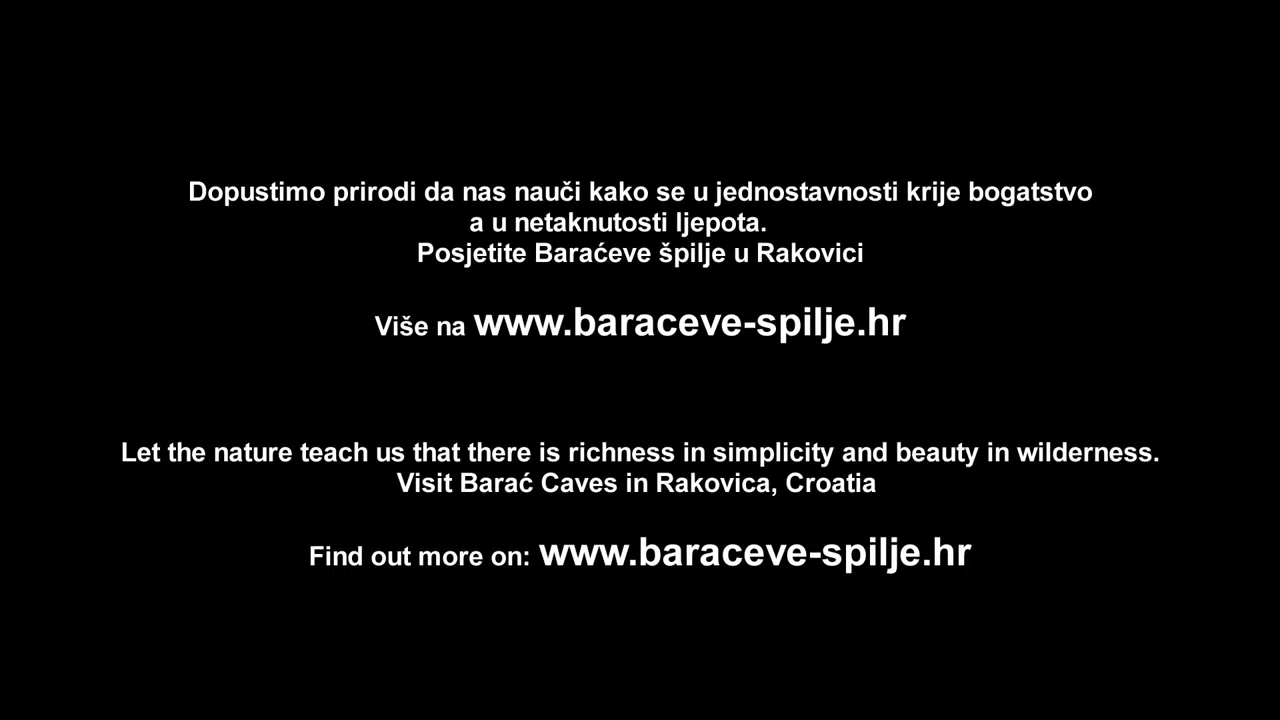 Dopustimo prirodi da nas nauči kako se u jednostavnosti krije bogatstvo
a u netaknutosti ljepota.
Posjetite Baraćeve špilje u Rakovici
Više na www.baraceve-spilje.hr
Let the nature teach us that there is richness in simplicity and beauty in wilderness.
Visit Barać Caves in Rakovica, Croatia
Find out more on: www.baraceve-spilje.hr